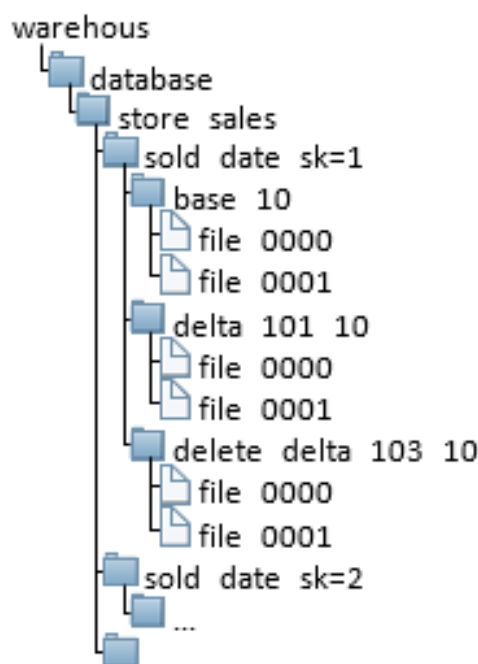 warehous
database
store sales
sold date sk=1
base 10
file 0000
file 0001
delta 101 10
file 0000
file 0001
delete delta 103 10
file 0000
file 0001
sold date sk=2
...